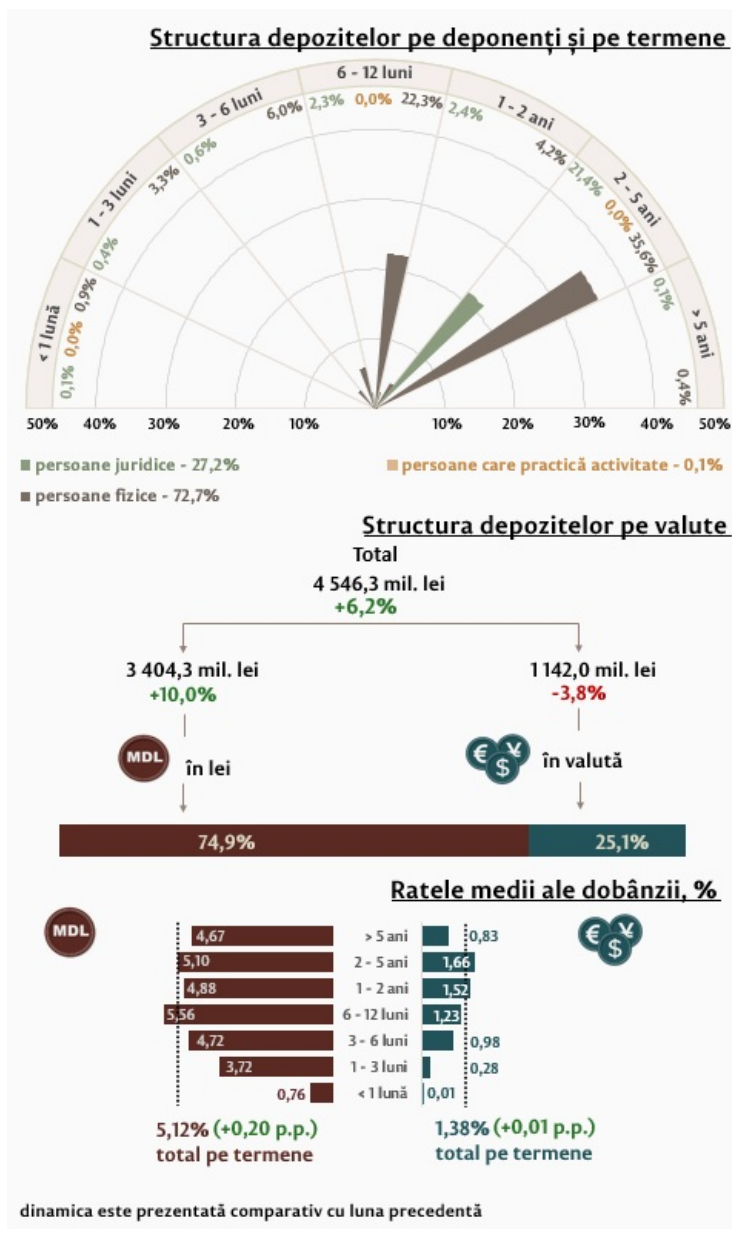 Structura depozitelor pe deponenți și pe termene
< 1 lună
1 - 3 luni
3 - 6 luni
6 - 12 luni
1 - 2 ani
2 - 5 ani
> 5 ani
0,1% 0,0% 0,9%
0,4% 3,3%
0,6% 6,0%
2,3% 0,0% 22,3%
2,4% 4,2%
21,4% 0,0% 35,6%
0,1% 0,4%
50% 40% 30% 20% 10% 10% 20% 30% 40% 50%
persoane juridice - 27,2%
persoane care practică activitate - 0,1%
persoane fizice - 72,7%
Structura depozitelor pe valute
Total
4 546,3 mil. lei
+6,2%
3 404,3 mil. lei
1 142,0 mil. lei
+10,0%
-3,8%
MDL în lei
€ ¥ $ în valută
74,9% 25,1%
Ratele medii ale dobânzii, %
MDL
€ ¥ $
4,67 > 5 ani 0,83
5,10 2 - 5 ani 1,66
4,88 1 - 2 ani 1,52
5,56 6 - 12 luni 1,23
4,72 3 - 6 luni 0,98
3,72 1 - 3 luni 0,28
0,76 < 1 lună 0,01
5,12% (+0,20 p.p.)
total pe termene
1,38% (+0,01 p.p.)
total pe termene
dinamica este prezentată comparativ cu luna precedentă